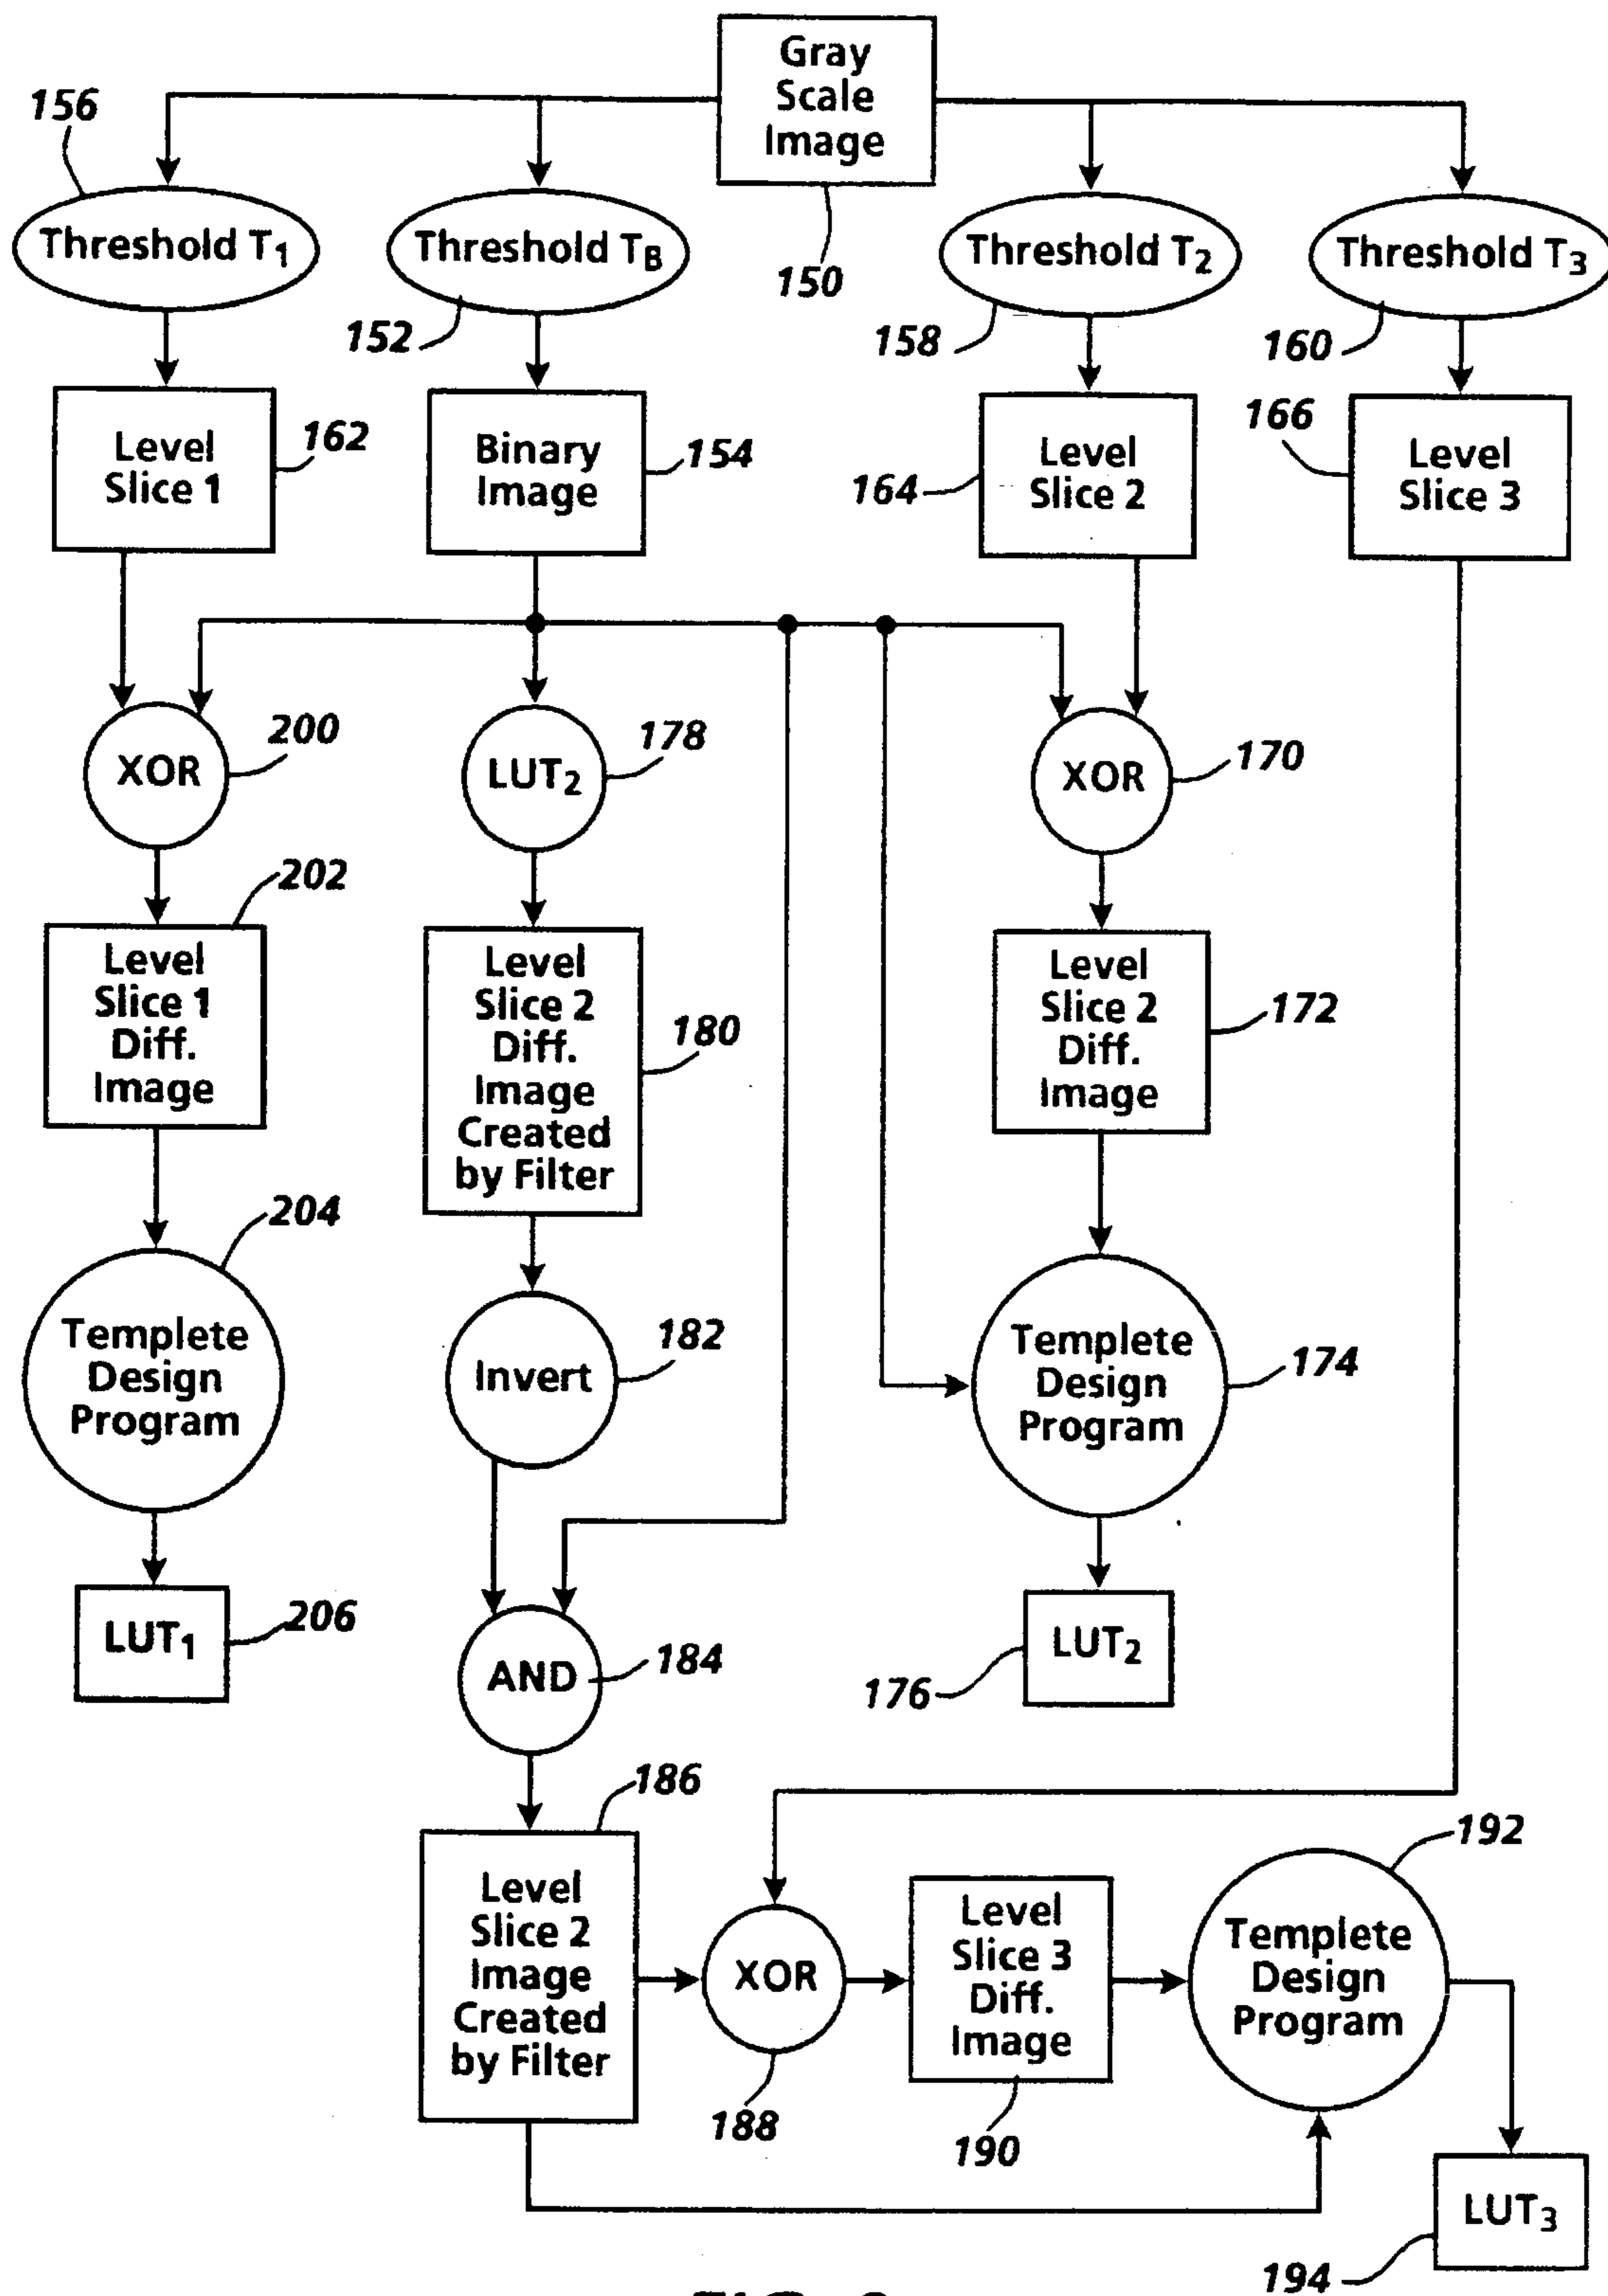 Gray
Scale
Image
150
156
Threshold T1
Threshold TB
152
Threshold T2
158
Threshold T3
160
Level
Slice 1
162
Binary
Image
154
Level
Slice 2
164
Level
Slice 3
166
XOR
200
LUT2
178
XOR
170
Level
Slice 1
Diff.
Image
202
Level
Slice 2
Diff.
Image
Created
by Filter
180
Level
Slice 2
Diff.
Image
172
Templete
Design
Program
204
Invert
182
Templete
Design
Program
174
LUT1
206
AND
184
LUT2
176
Level
Slice 2
Image
Created
by Filter
186
XOR
188
Level
Slice 3
Diff.
Image
190
Templete
Design
Program
192
LUT3
194